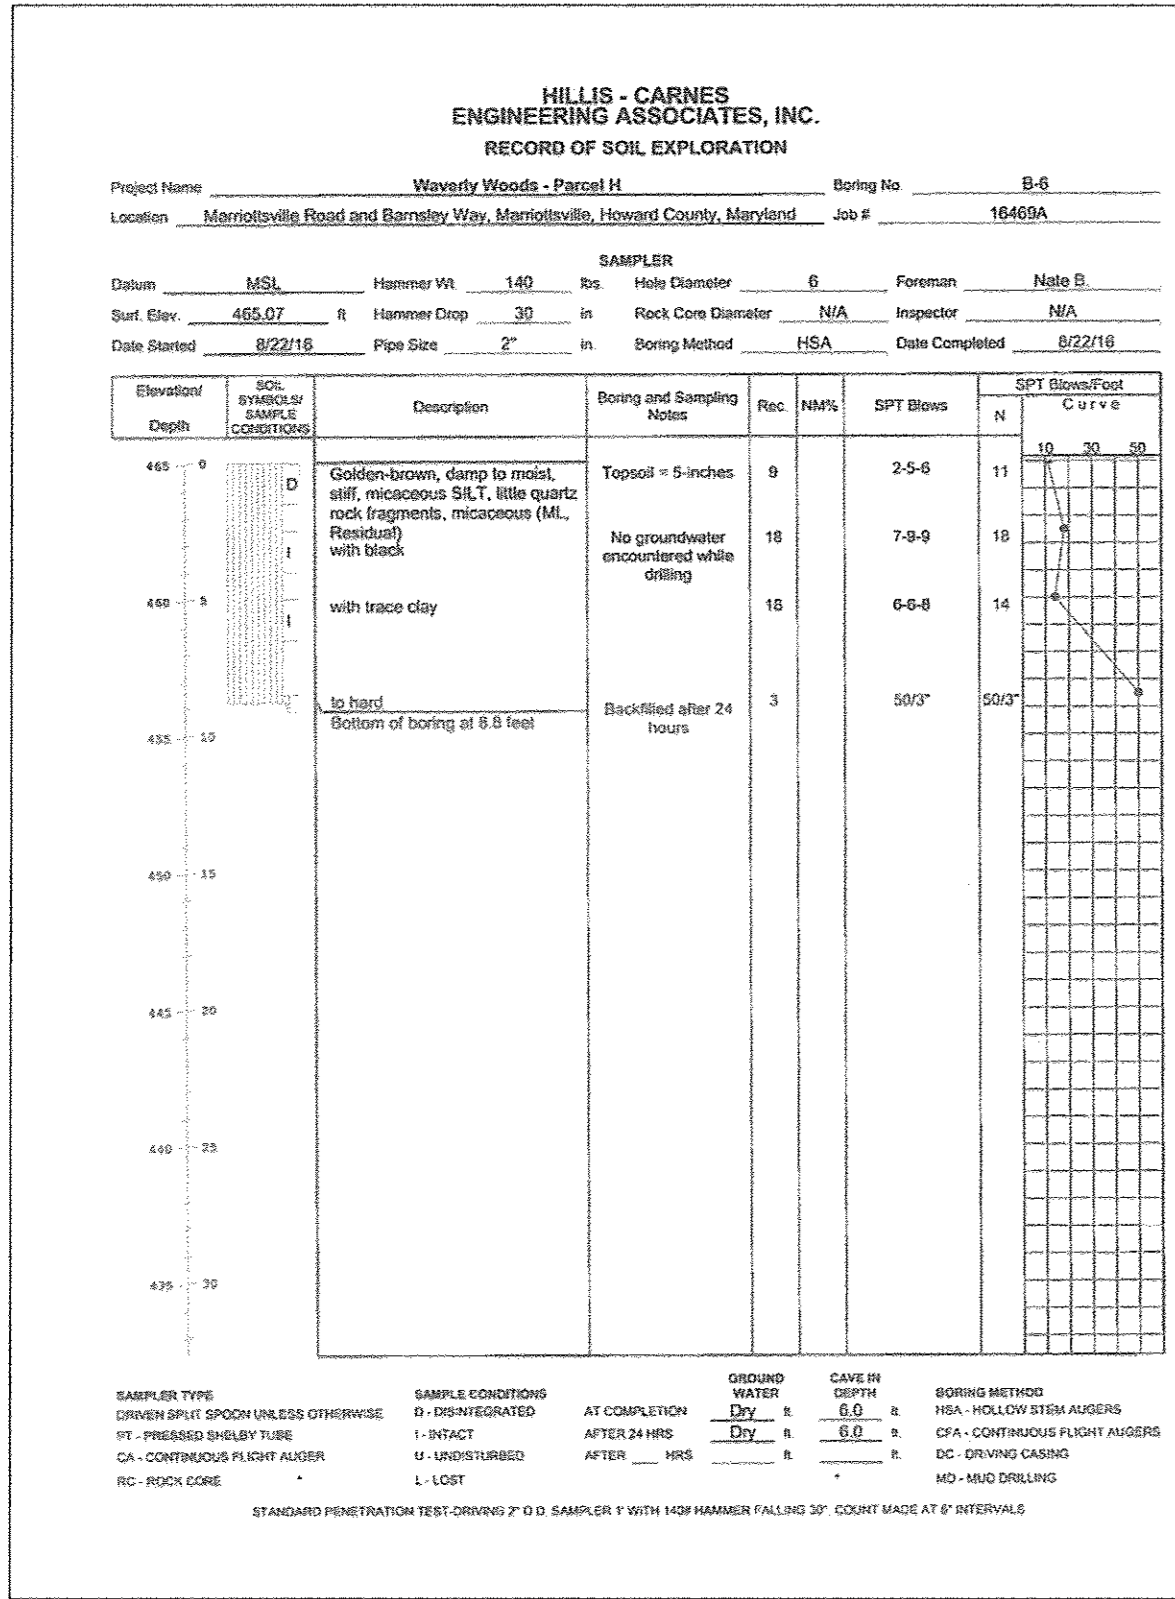 HILLIS - CARNES
ENGINEERING ASSOCIATES, INC.
RECORD OF SOIL EXPLORATION
Project Name Waverly Woods - Parcel H Boring No. B-6
Location Marriottsville Road and Barnsley Way, Marriottsville, Howard County, Maryland Job # 16469A
SAMPLER
Datum MSL Hammer Wt. 140 lbs. Hole Diameter 6 Foreman Nate B.
Surf. Elev. 465.07 ft Hammer Drop 30 in Rock Core Diameter N/A Inspector N/A
Date Started 8/22/16 Pipe Size 2" in. Boring Method HSA Date Completed 8/22/16
Elevation/
Depth
SOIL
SYMBOLS/
SAMPLE
CONDITIONS
Description
Boring and Sampling
Notes
Rec. NM% SPT Blows
SPT Blows/Foot
N
Curve
10 30 50
465 0
D
Golden-brown, damp to moist,
stiff, micaceous SILT, little quartz
rock fragments, micaceous (ML,
Residual)
Topsoil = 5-inches 9 2-5-6 11
I
with black
No groundwater
encountered while
drilling
18 7-9-9 18
460 5
I
with trace clay 18 6-6-8 14
to hard
Bottom of boring at 8.8 feet
Backfilled after 24
hours
3 50/3" 50/3"
455 10
450 15
445 20
440 25
435 30
SAMPLER TYPE
DRIVEN SPLIT SPOON UNLESS OTHERWISE
PT - PRESSED SHELBY TUBE
CA - CONTINUOUS FLIGHT AUGER
RC - ROCK CORE
SAMPLE CONDITIONS
D - DISINTEGRATED
I - INTACT
U - UNDISTURBED
L - LOST
GROUND
WATER
CAVE IN
DEPTH
AT COMPLETION Dry ft. 6.0 ft.
AFTER 24 HRS Dry ft. 6.0 ft.
AFTER ___ HRS ft. ft.
BORING METHOD
HSA - HOLLOW STEM AUGERS
CFA - CONTINUOUS FLIGHT AUGERS
DC - DRIVING CASING
MD - MUD DRILLING
STANDARD PENETRATION TEST-DRIVING 2" O.D. SAMPLER 1' WITH 140# HAMMER FALLING 30", COUNT MADE AT 6" INTERVALS